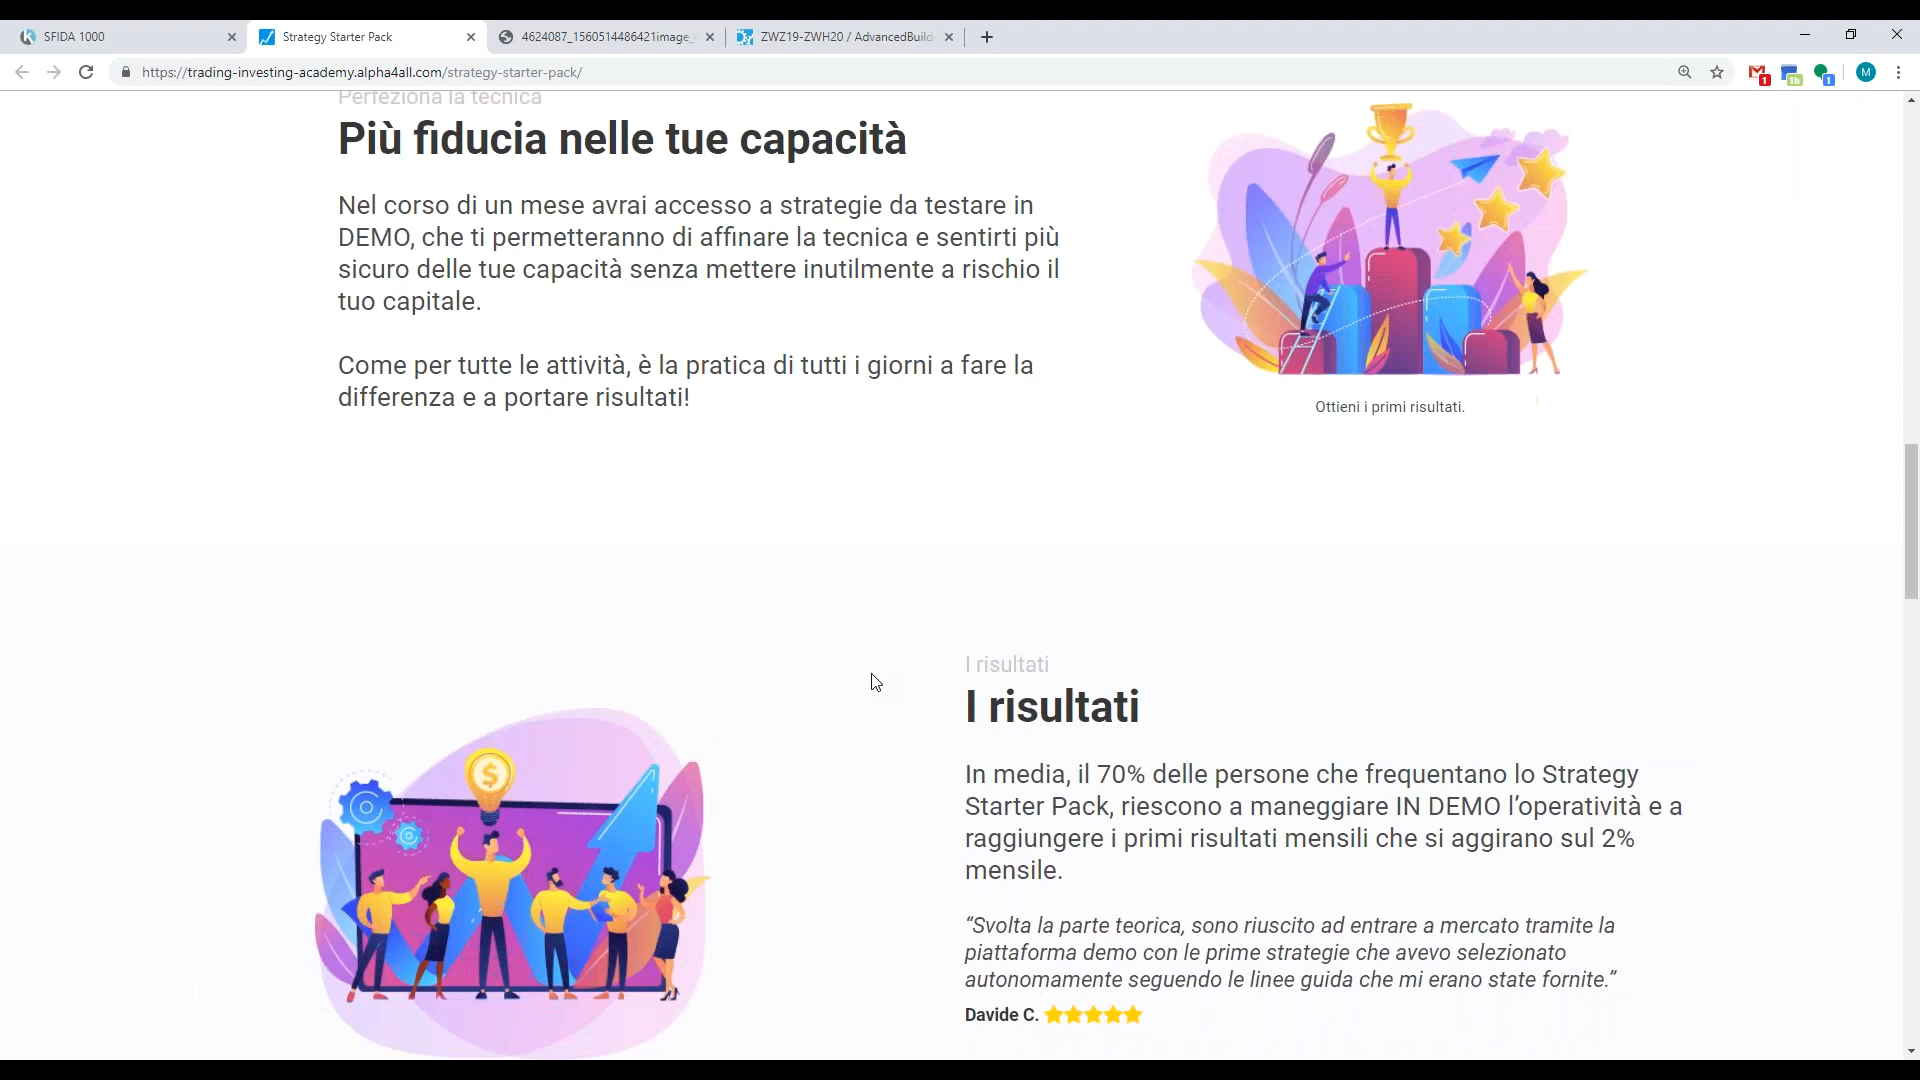 SFIDA 1000
Strategy Starter Pack
4624087_1560514486421image_
ZWZ19-ZWH20 / AdvancedBuild
https://trading-investing-academy.alpha4all.com/strategy-starter-pack/
1
1h
1
M
Perfeziona la tecnica
Più fiducia nelle tue capacità
Nel corso di un mese avrai accesso a strategie da testare in
DEMO, che ti permetteranno di affinare la tecnica e sentirti più
sicuro delle tue capacità senza mettere inutilmente a rischio il
tuo capitale.
Come per tutte le attività, è la pratica di tutti i giorni a fare la
differenza e a portare risultati!
Ottieni i primi risultati.
I risultati
I risultati
In media, il 70% delle persone che frequentano lo Strategy
Starter Pack, riescono a maneggiare IN DEMO l’operatività e a
raggiungere i primi risultati mensili che si aggirano sul 2%
mensile.
“Svolta la parte teorica, sono riuscito ad entrare a mercato tramite la
piattaforma demo con le prime strategie che avevo selezionato
autonomamente seguendo le linee guida che mi erano state fornite.”
Davide C.
$